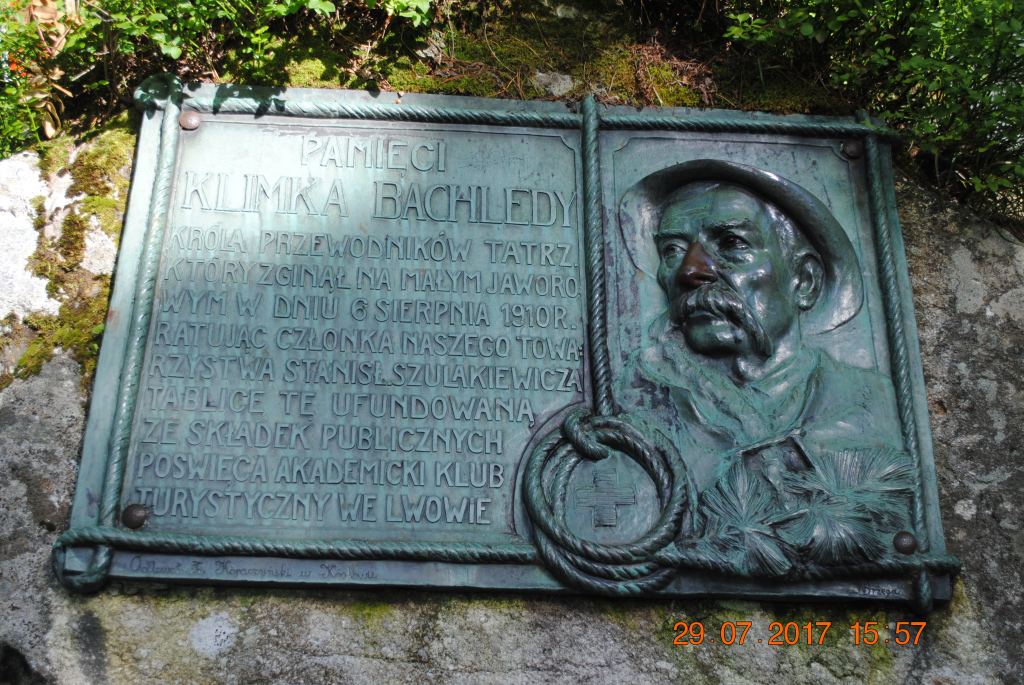 PAMIĘCI
KLIMKA BACHLEDY
KRÓLA PRZEWODNIKÓW TATRZ.
KTÓRY ZGINĄŁ NA MAŁYM JAWORO
WYM W DNIU 6 SIERPNIA 1910R.
RATUJĄC CZŁONKA NASZEGO TOWA-
RZYSTWA STANISŁ.SZULAKIEWICZA
TABLICĘ TĘ UFUNDOWANĄ
ZE SKŁADEK PUBLICZNYCH
POŚWIĘCA AKADEMICKI KLUB
TURYSTYCZNY WE LWOWIE
29 07 2017 15:57